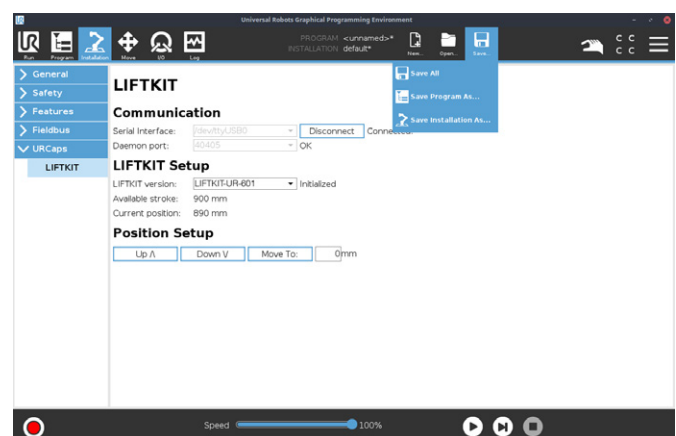 Universal Robots Graphical Programming Environment
UR
Run Program Installation Move I/O Log
PROGRAM <unnamed>*
INSTALLATION default*
New... Open... Save...
C C
C C
Save All
Save Program As...
Save Installation As...
General
Safety
Features
Fieldbus
URCaps
LIFTKIT
LIFTKIT
Communication
Serial Interface: /dev/ttyUSB0 Disconnect Connected.
Daemon port: 40405 OK
LIFTKIT Setup
LIFTKIT version: LIFTKIT-UR-601 Initialized
Available stroke: 900 mm
Current position: 890 mm
Position Setup
Up /\ Down \/ Move To: 0mm
Speed 100%